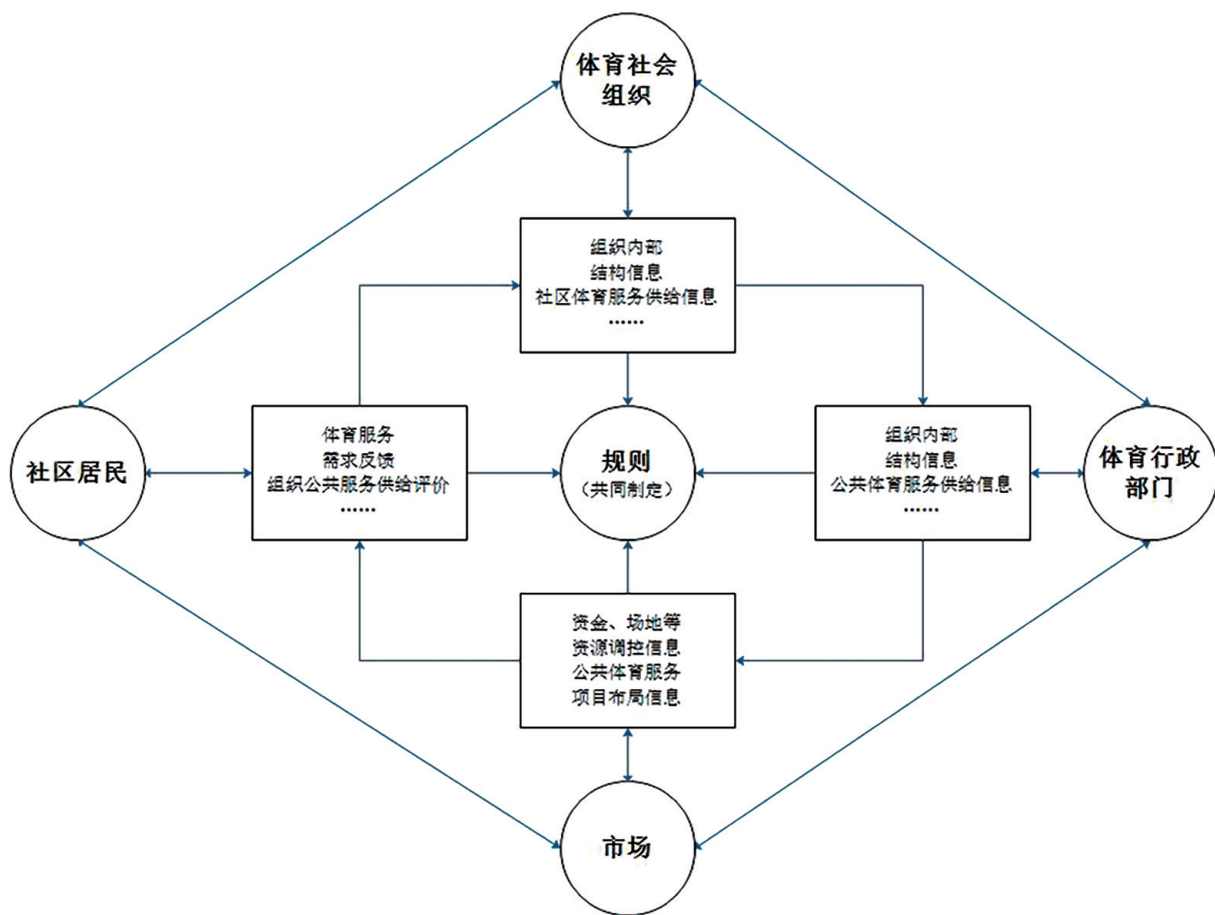 体育社会
组织
组织内部
结构信息
社区体育服务供给信息
……
社区居民
体育服务
需求反馈
组织公共服务供给评价
……
规则
（共同制定）
组织内部
结构信息
公共体育服务供给信息
……
体育行政
部门
资金、场地等
资源调控信息
公共体育服务
项目布局信息
市场